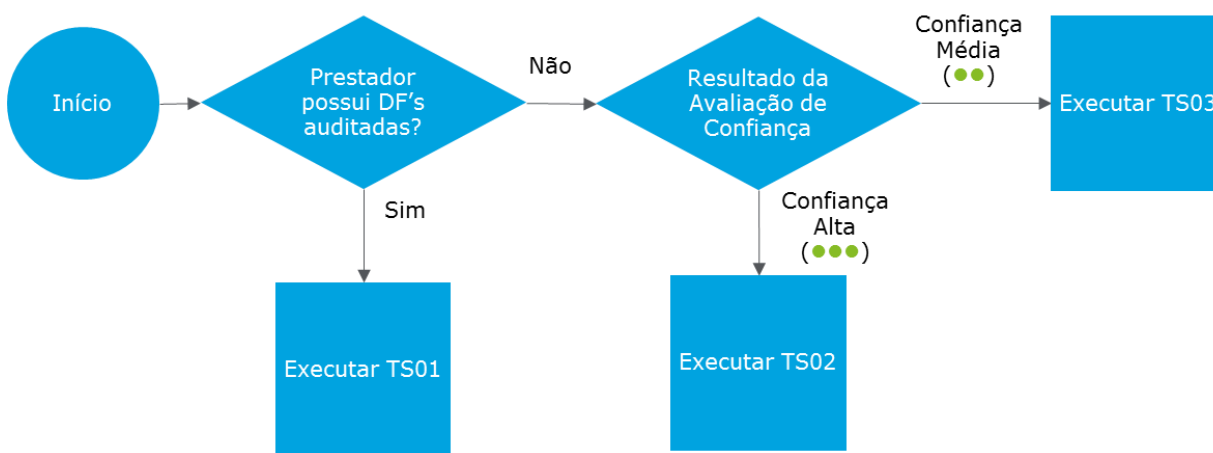 Início
Prestador
possui DF's
auditadas?
Não
Resultado da
Avaliação de
Confiança
Confiança
Média
(●●)
Executar TS03
Sim
Confiança
Alta
(●●●)
Executar TS01
Executar TS02